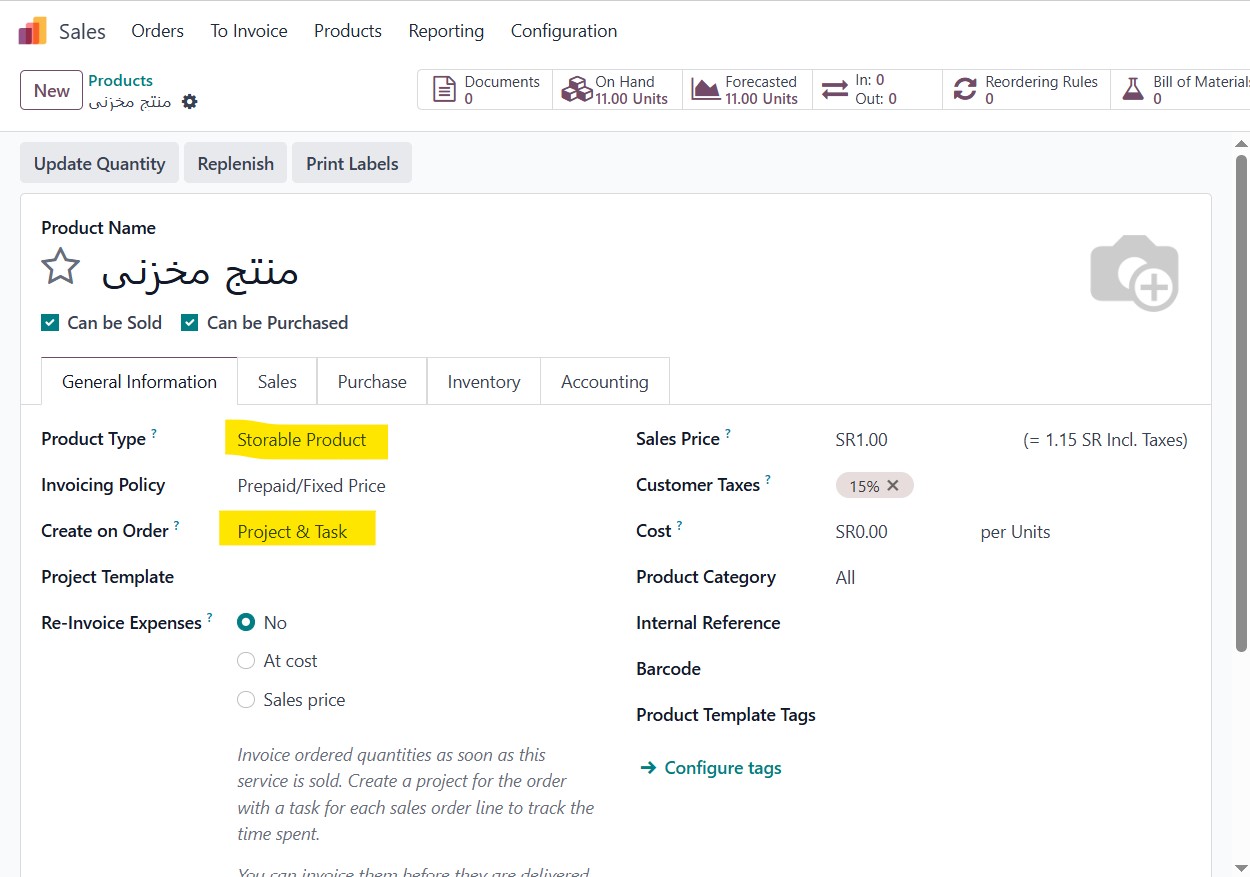 Sales Orders To Invoice Products Reporting Configuration
New
Products
منتج مخزنى
Documents
0
On Hand
11.00 Units
Forecasted
11.00 Units
In: 0
Out: 0
Reordering Rules
0
Bill of Materials
0
Update Quantity Replenish Print Labels
Product Name
منتج مخزنى
Can be Sold Can be Purchased
General Information Sales Purchase Inventory Accounting
Product Type ? Storable Product
Invoicing Policy Prepaid/Fixed Price
Create on Order ? Project & Task
Project Template
Re-Invoice Expenses ? No
At cost
Sales price
Invoice ordered quantities as soon as this
service is sold. Create a project for the order
with a task for each sales order line to track the
time spent.
You can invoice them before they are delivered.
Sales Price ? SR1.00 (= 1.15 SR Incl. Taxes)
Customer Taxes ? 15% ✕
Cost ? SR0.00 per Units
Product Category All
Internal Reference
Barcode
Product Template Tags
→ Configure tags